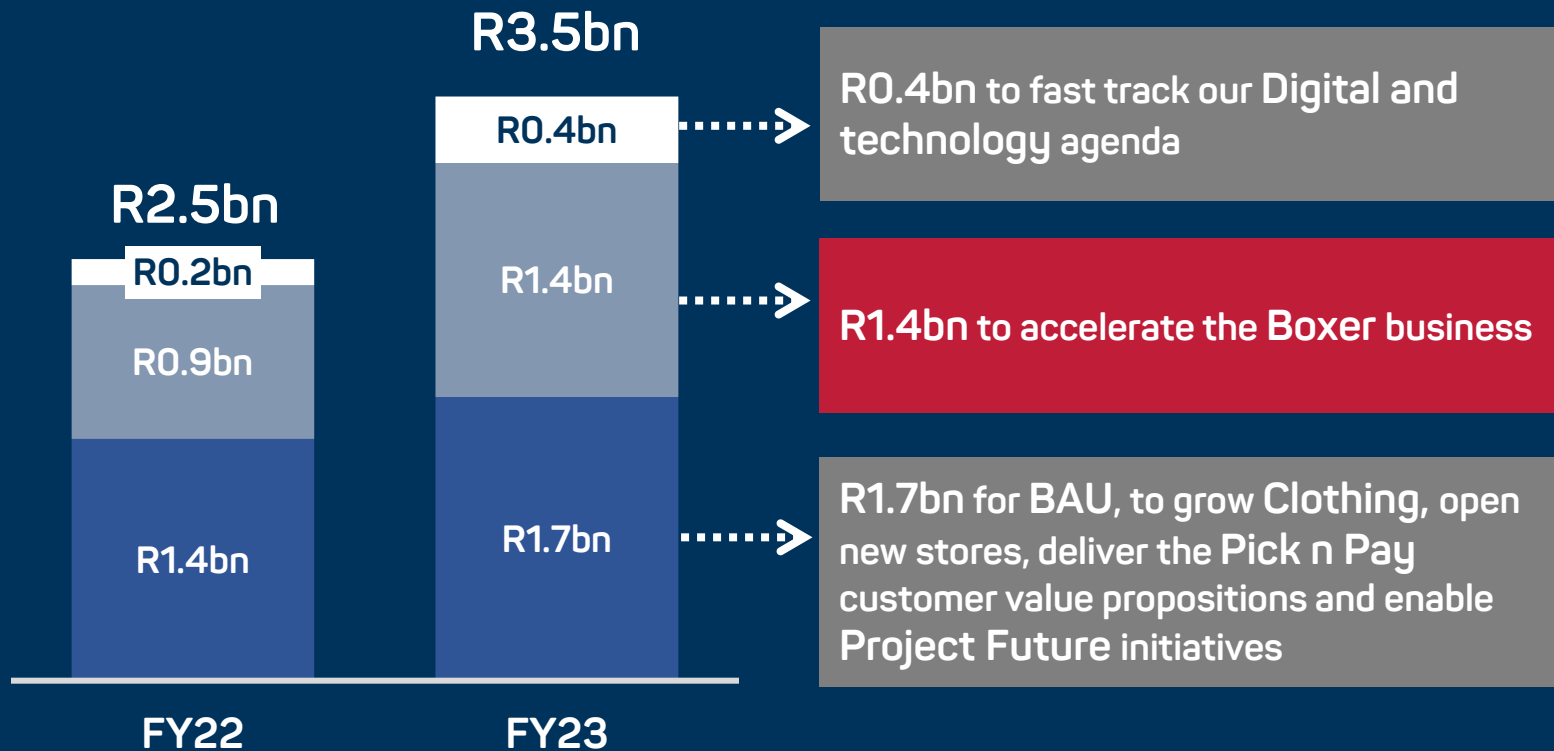 R3.5bn
R2.5bn
R0.2bn
R0.9bn
R1.4bn
R0.4bn
R1.4bn
R1.7bn
FY22
FY23
R0.4bn to fast track our Digital and
technology agenda
R1.4bn to accelerate the Boxer business
R1.7bn for BAU, to grow Clothing, open
new stores, deliver the Pick n Pay
customer value propositions and enable
Project Future initiatives